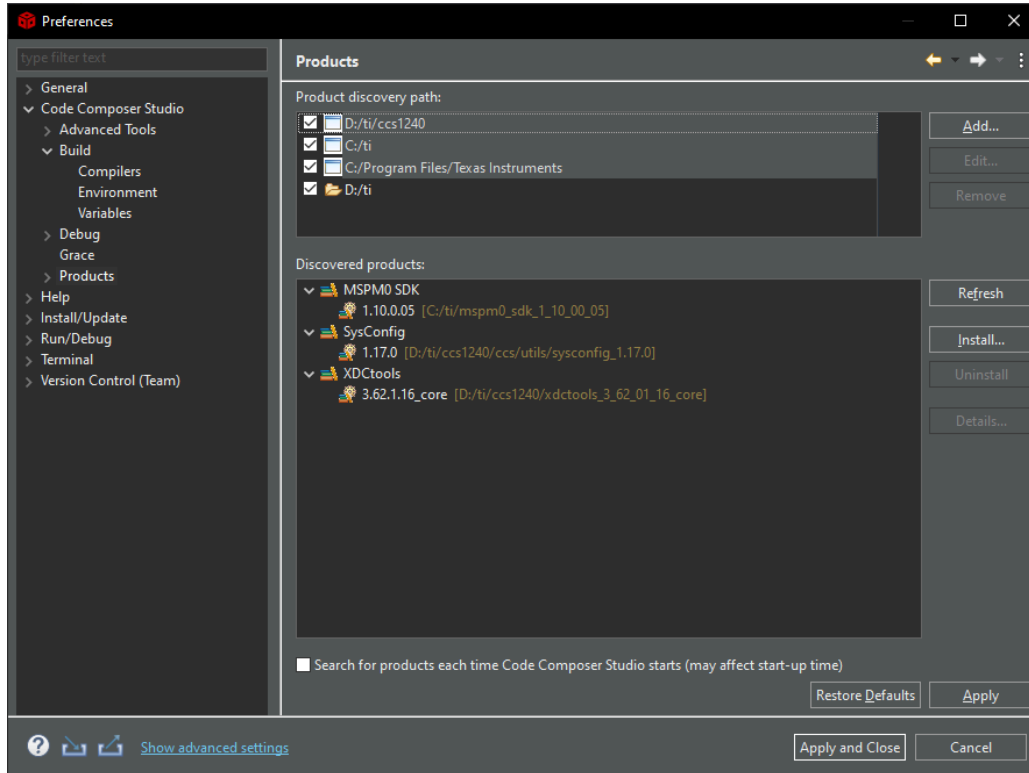 Preferences
type filter text
General
Code Composer Studio
Advanced Tools
Build
Compilers
Environment
Variables
Debug
Grace
Products
Help
Install/Update
Run/Debug
Terminal
Version Control (Team)
Products
Product discovery path:
D:/ti/ccs1240
C:/ti
C:/Program Files/Texas Instruments
D:/ti
Add...
Edit...
Remove
Discovered products:
MSPM0 SDK
1.10.0.05 [C:/ti/mspm0_sdk_1_10_00_05]
SysConfig
1.17.0 [D:/ti/ccs1240/ccs/utils/sysconfig_1.17.0]
XDCtools
3.62.1.16_core [D:/ti/ccs1240/xdctools_3_62_01_16_core]
Refresh
Install...
Uninstall
Details...
Search for products each time Code Composer Studio starts (may affect start-up time)
Restore Defaults
Apply
Show advanced settings
Apply and Close
Cancel